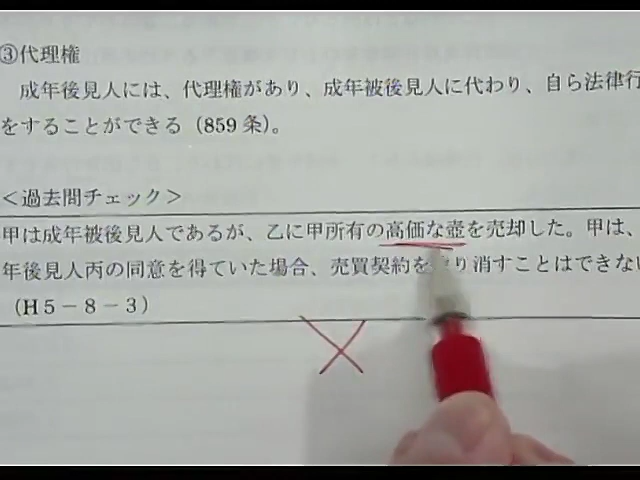 ③代理権
成年後見人には、代理権があり、成年被後見人に代わり、自ら法律行
をすることができる（859 条）。
＜過去問チェック＞
甲は成年被後見人であるが、乙に甲所有の高価な壺を売却した。甲は、
年後見人丙の同意を得ていた場合、売買契約を り消すことはできない
（H5－8－3）